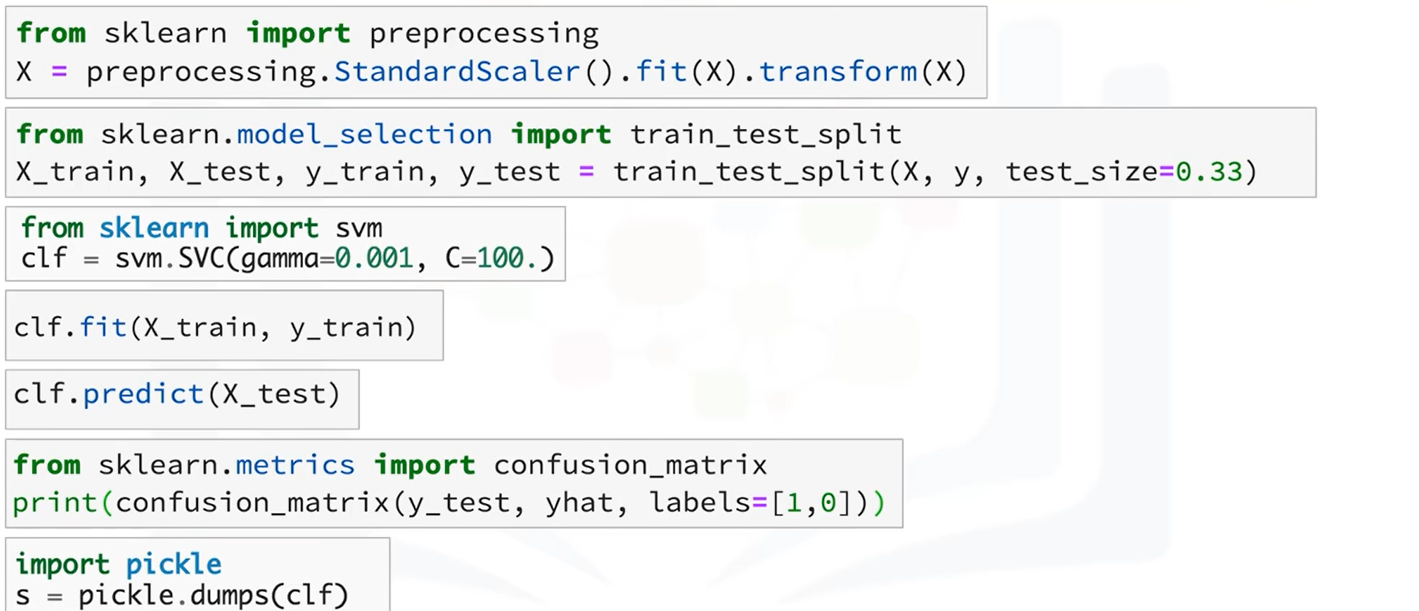 from sklearn import preprocessing
X = preprocessing.StandardScaler().fit(X).transform(X)
from sklearn.model_selection import train_test_split
X_train, X_test, y_train, y_test = train_test_split(X, y, test_size=0.33)
from sklearn import svm
clf = svm.SVC(gamma=0.001, C=100.)
clf.fit(X_train, y_train)
clf.predict(X_test)
from sklearn.metrics import confusion_matrix
print(confusion_matrix(y_test, yhat, labels=[1,0]))
import pickle
s = pickle.dumps(clf)